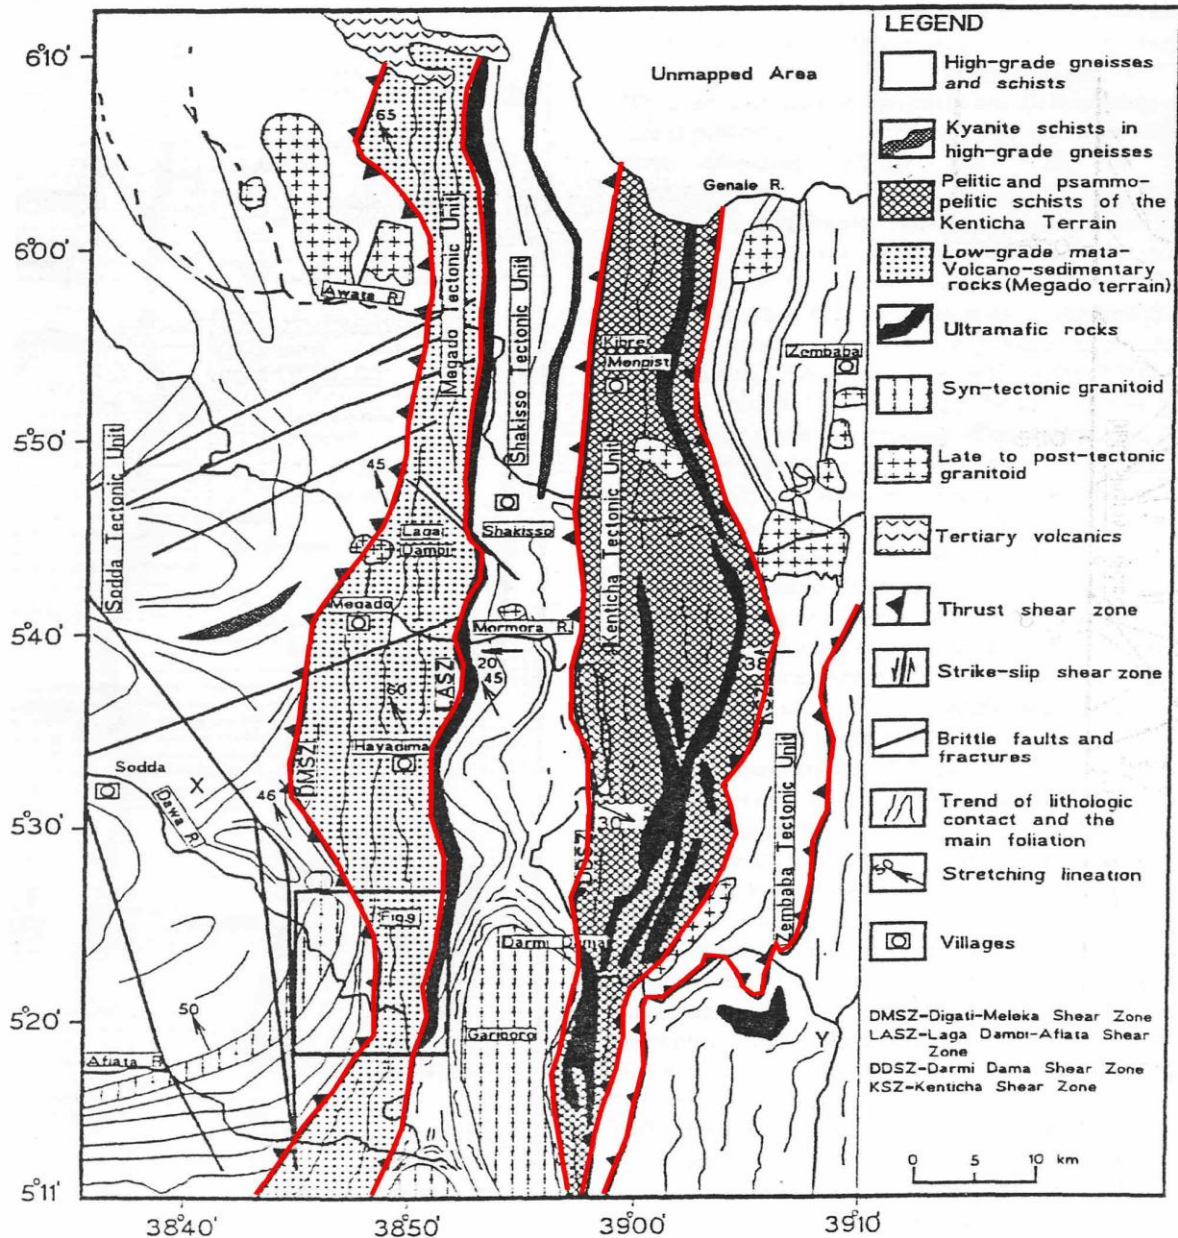 LEGEND
High-grade gneisses
and schists
Kyanite schists in
high-grade gneisses
Pelitic and psammo-
pelitic schists of the
Kenticha Terrain
Low-grade meta-
Volcano-sedimentary
rocks (Megado terrain)
Ultramafic rocks
Syn-tectonic granitoid
Late to post-tectonic
granitoid
Tertiary volcanics
Thrust shear zone
Strike-slip shear zone
Brittle faults and
fractures
Trend of lithologic
contact and the
main foliation
50
Stretching lineation
Villages
DMSZ-Digati-Meleka Shear Zone
LASZ-Laga Dambi-Aflata Shear
Zone
DDSZ-Darmi Dama Shear Zone
KSZ-Kenticha Shear Zone
0 5 10 km
6°10'
6°00'
5°50'
5°40'
5°30'
5°20'
5°11'
38°40'
38°50'
39°00'
39°10'
Unmapped Area
Genale R.
65
Megado Tectonic Unit
Awata R.
Shakisso Tectonic Unit
Kibre
Mengist
Zembaba
Sodda Tectonic Unit
45
Laga
Dambi
Shakisso
Kenticha Tectonic Unit
Megado
Mormora R.
20
45
38
60
LASZ
KSZ
Hayadima
DMSZ
Sodda
X
46
Dawa R.
30
DDSZ
Zembaba Tectonic Unit
Fig.9
Darmi Dama
50
Garigoro
Y
Aflata R.